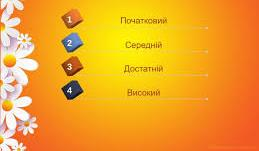 1 Початковий
2 Середній
3 Достатній
4 Високий